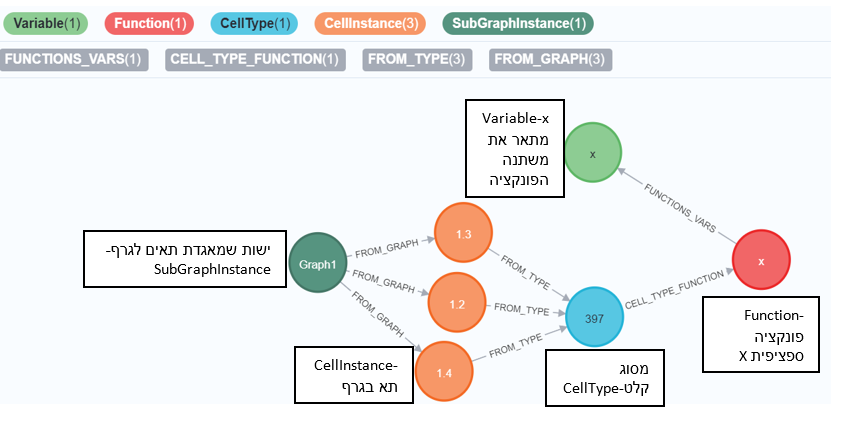 Variable(1) Function(1) CellType(1) CellInstance(3) SubGraphInstance(1)
FUNCTIONS_VARS(1) CELL_TYPE_FUNCTION(1) FROM_TYPE(3) FROM_GRAPH(3)
Variable-x
מתאר את
משתנה
הפונקציה
x
FUNCTIONS_VARS
ישות שמאגדת תאים לגרף-
SubGraphInstance
Graph1
FROM_GRAPH
1.3
FROM_TYPE
x
FROM_GRAPH
1.2
FROM_TYPE
397
CELL_TYPE_FUNCTION
FROM_GRAPH
1.4
FROM_TYPE
Function-
פונקציה
ספציפית X
CellInstance-
תא בגרף
מסוג
קלט-CellType